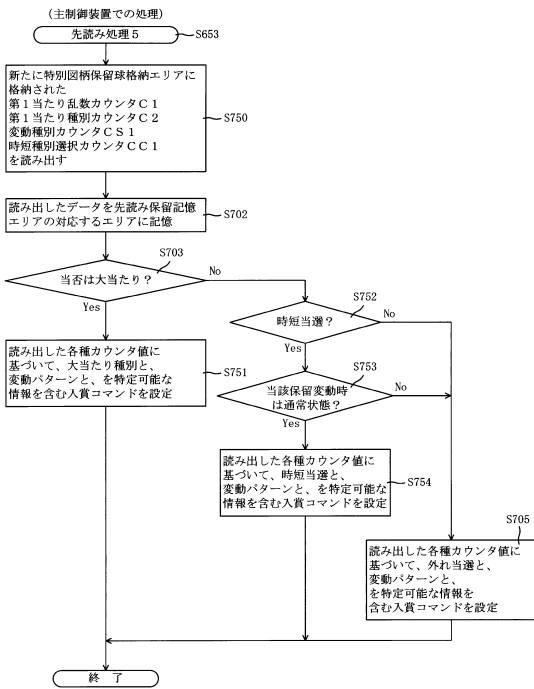 (主制御装置での処理)
先読み処理5
S653
新たに特別図柄保留球格納エリアに
格納された
第1当たり乱数カウンタC1
第1当たり種別カウンタC2
変動種別カウンタCS1
時短種別選択カウンタCC1
を読み出す
S750
読み出したデータを先読み保留記憶
エリアの対応するエリアに記憶
S702
当否は大当たり?
S703
No
Yes
時短当選?
S752
No
Yes
読み出した各種カウンタ値に
基づいて、大当たり種別と、
変動パターンと、を特定可能な
情報を含む入賞コマンドを設定
S751
当該保留変動時
は通常状態?
S753
No
Yes
読み出した各種カウンタ値に
基づいて、時短当選と、
変動パターンと、を特定可能な
情報を含む入賞コマンドを設定
S754
S705
読み出した各種カウンタ値に
基づいて、外れ当選と、
変動パターンと、
を特定可能な情報を
含む入賞コマンドを設定
終了